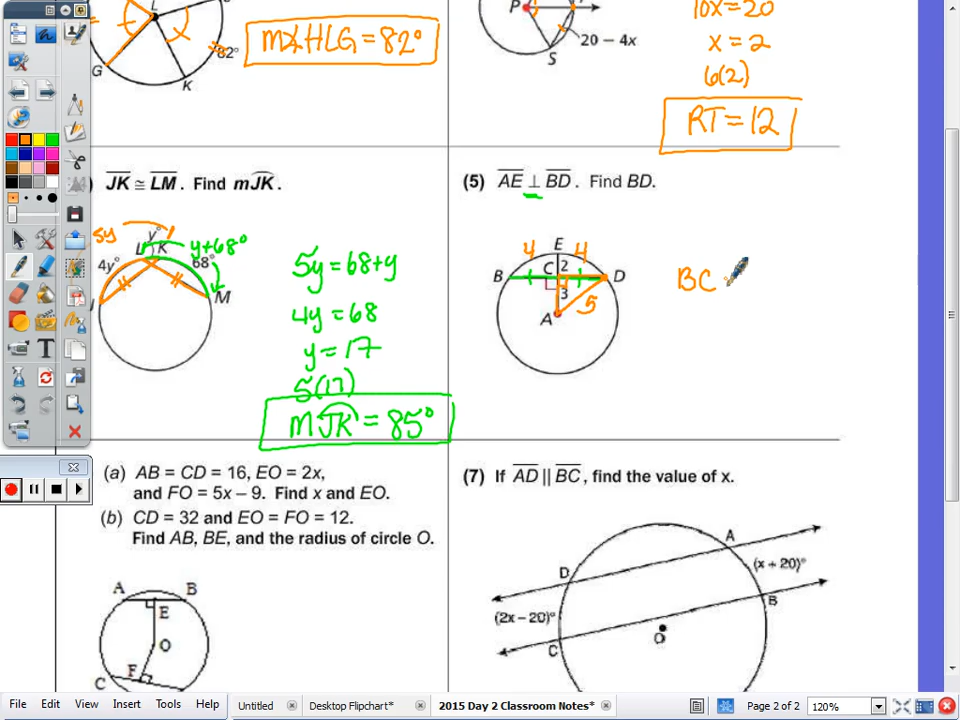 L
G
K
82°
m∡HLG = 82°
P
S
20 – 4x
10x = 20
x = 2
6(2)
RT = 12
) JK ≅ LM. Find mJK.
5y
y°
L
K
y+68°
4y°
68°
J
M
5y = 68+y
4y = 68
y = 17
5(17)
mJK = 85°
(5) AE ⊥ BD. Find BD.
4
E
4
B
C
2
D
3
5
A
BC
(a) AB = CD = 16, EO = 2x,
and FO = 5x – 9. Find x and EO.
(b) CD = 32 and EO = FO = 12.
Find AB, BE, and the radius of circle O.
A
B
E
O
F
C
(7) If AD || BC, find the value of x.
A
D
(x + 20)°
(2x – 20)°
B
C
O
File Edit View Insert Tools Help
Untitled
Desktop Flipchart*
2015 Day 2 Classroom Notes*
Page 2 of 2
120%